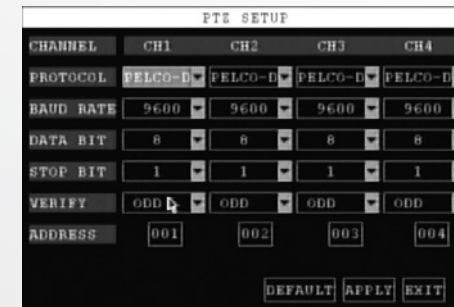 PTZ SETUP
CHANNEL CH1 CH2 CH3 CH4
PROTOCOL PELCO-D PELCO-D PELCO-D PELCO-D
BAUD RATE 9600 9600 9600 9600
DATA BIT 8 8 8 8
STOP BIT 1 1 1 1
VERIFY ODD ODD ODD ODD
ADDRESS 001 002 003 004
DEFAULT APPLY EXIT